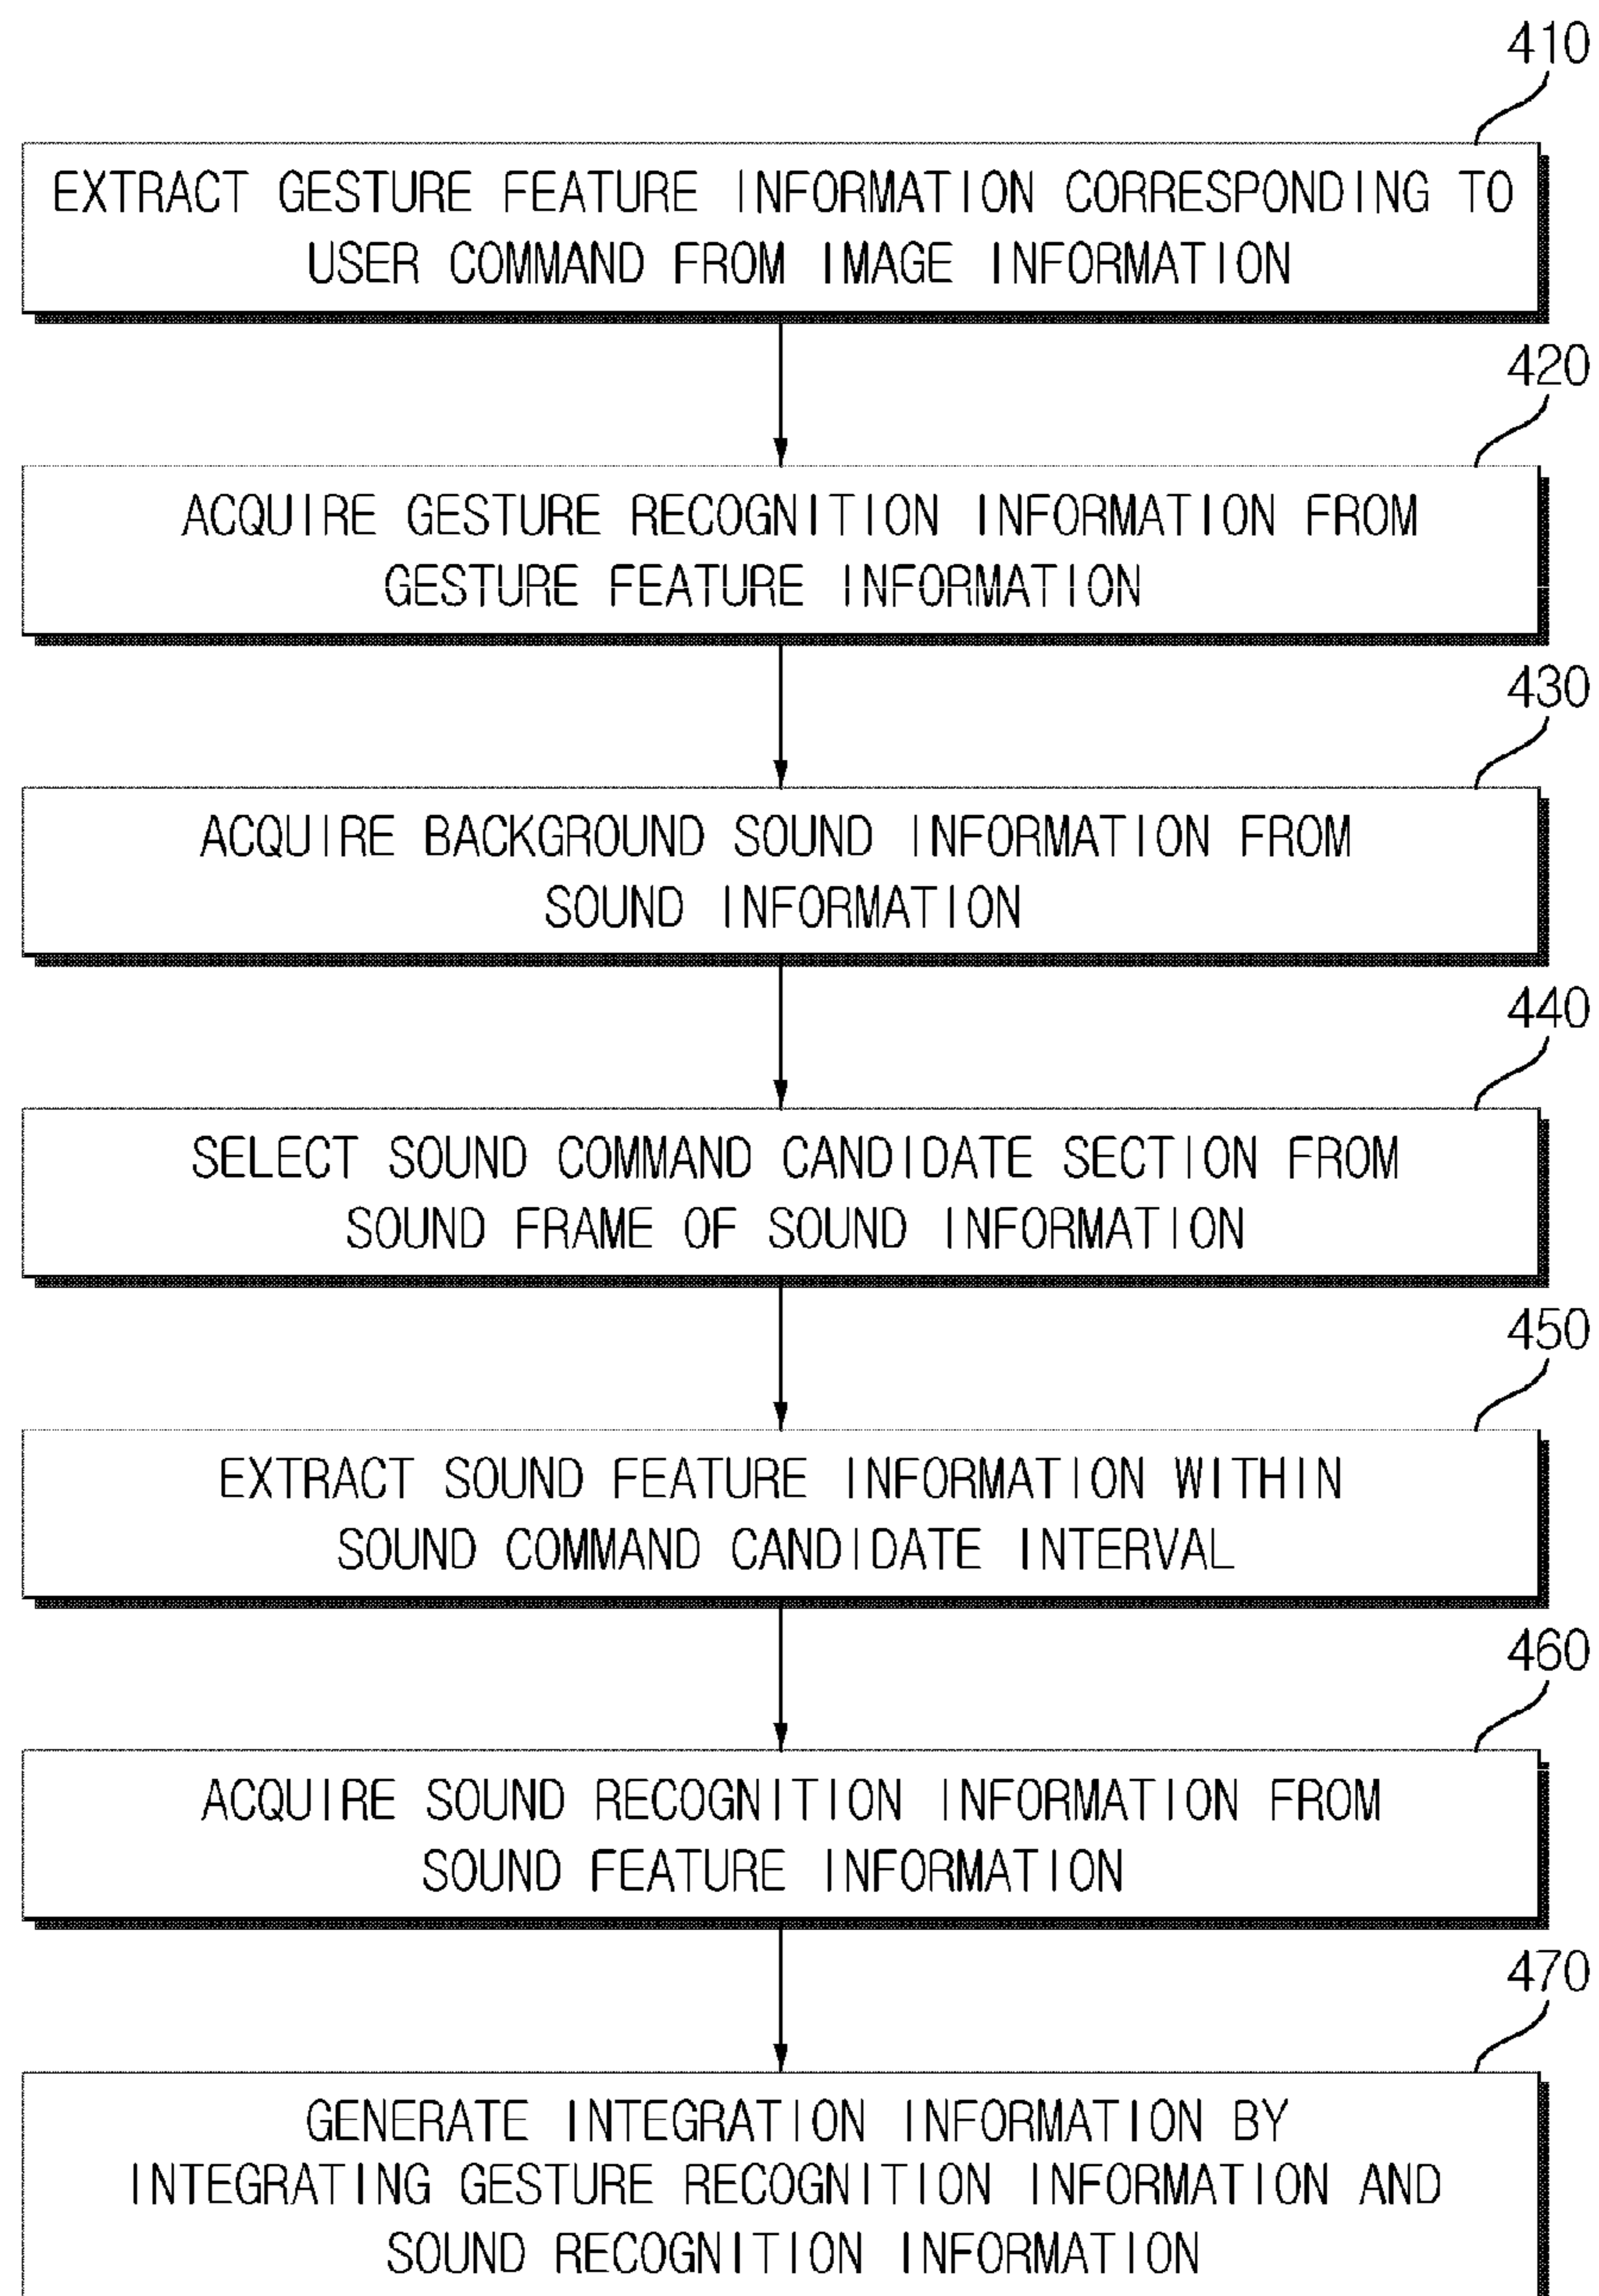 410
EXTRACT GESTURE FEATURE INFORMATION CORRESPONDING TO
USER COMMAND FROM IMAGE INFORMATION
420
ACQUIRE GESTURE RECOGNITION INFORMATION FROM
GESTURE FEATURE INFORMATION
430
ACQUIRE BACKGROUND SOUND INFORMATION FROM
SOUND INFORMATION
440
SELECT SOUND COMMAND CANDIDATE SECTION FROM
SOUND FRAME OF SOUND INFORMATION
450
EXTRACT SOUND FEATURE INFORMATION WITHIN
SOUND COMMAND CANDIDATE INTERVAL
460
ACQUIRE SOUND RECOGNITION INFORMATION FROM
SOUND FEATURE INFORMATION
470
GENERATE INTEGRATION INFORMATION BY
INTEGRATING GESTURE RECOGNITION INFORMATION AND
SOUND RECOGNITION INFORMATION